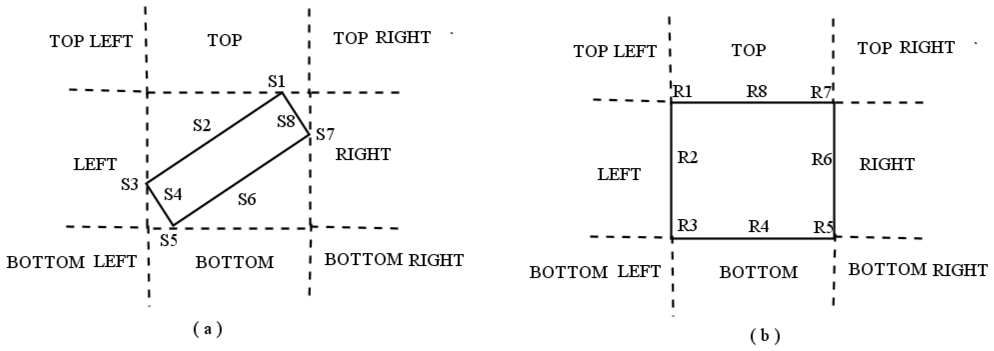 TOP LEFT TOP TOP RIGHT
S1
S2 S8 S7
LEFT RIGHT
S3 S4
S6
S5
BOTTOM LEFT BOTTOM BOTTOM RIGHT
( a )
TOP LEFT TOP TOP RIGHT
R1 R8 R7
R2 R6
LEFT RIGHT
R3 R4 R5
BOTTOM LEFT BOTTOM BOTTOM RIGHT
( b )